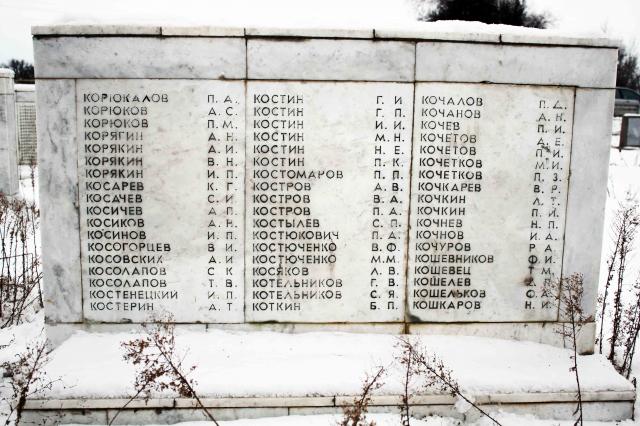 КОРЮКАЛОВ П. А.
КОРЮКОВ А. С.
КОРЮКОВ П. М.
КОРЯГИН А. Н.
КОРЯКИН А. И.
КОРЯКИН В. Н.
КОРЯКИН И. П.
КОСАРЕВ К. Г.
КОСАЧЕВ С. И.
КОСИЧЕВ А. П.
КОСИКОВ А. Н.
КОСИНОВ И. П.
КОСОГОРЦЕВ В. И.
КОСОВСКИХ А. И.
КОСОЛАПОВ С К
КОСОЛАПОВ Т. В.
КОСТЕНЕЦКИЙ И. П.
КОСТЕРИН А. Т
КОСТИН Г. И
КОСТИН Г. П.
КОСТИН И. И.
КОСТИН М. Н.
КОСТИН Н. Е.
КОСТИН П. К.
КОСТОМАРОВ Г. П.
КОСТРОВ А. В.
КОСТРОВ В. А.
КОСТРОВ П. А.
КОСТЫЛЕВ С. П.
КОСТЮКОВИЧ П. А.
КОСТЮЧЕНКО В. Ф.
КОСТЮЧЕНКО М. М.
КОСЯКОВ Л. В.
КОТЕЛЬНИКОВ Г. В.
КОТЕЛЬНИКОВ С. Я.
КОТКИН Б. П.
КОЧАЛОВ П. Д.
КОЧАНОВ А. Н.
КОЧЕВ П. И.
КОЧЕТОВ А. Е.
КОЧЕТОВ П. И.
КОЧЕТКОВ М. И.
КОЧЕТКОВ П. З.
КОЧКАРЕВ В. Р.
КОЧКИН Л. Т.
КОЧКИН П. И.
КОЧНЕВ Н. П.
КОЧНОВ И. А.
КОЧУРОВ Р. А.
КОШЕВНИКОВ Ф. И.
КОШЕВЕЦ Т. М.
КОШЕЛЕВ
КОШЕЛЬКОВ Ф. А.
КОШКАРОВ Н. И.